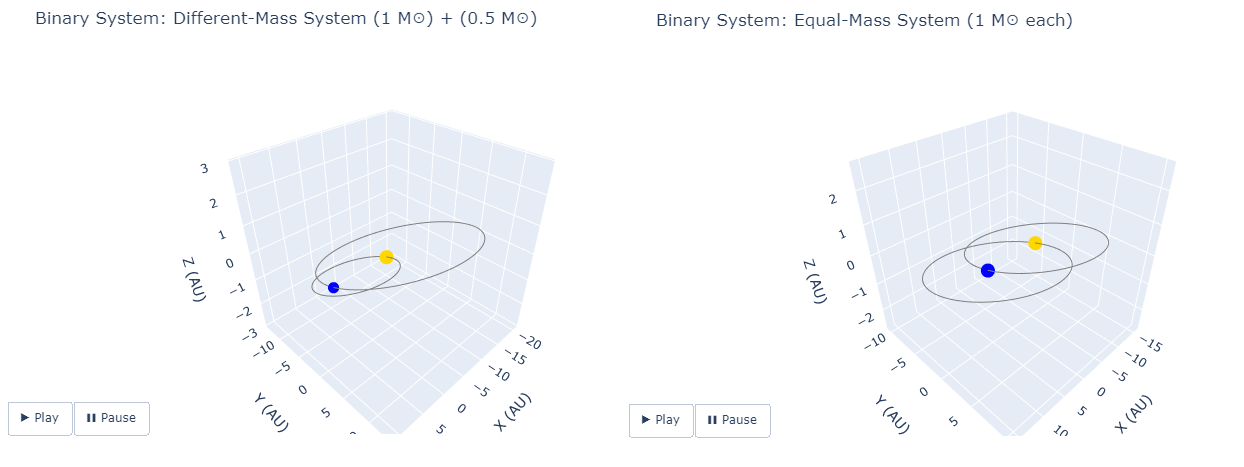 Binary System: Different-Mass System (1 M⊙) + (0.5 M⊙)
3
2
1
0
−1
−2
−3
Z (AU)
−10
−5
0
5
Y (AU)
−20
−15
−10
−5
0
5
X (AU)
Play
Pause
Binary System: Equal-Mass System (1 M⊙ each)
2
1
0
−1
−2
Z (AU)
−10
−5
0
5
Y (AU)
−15
−10
−5
0
5
10
X (AU)
Play
Pause